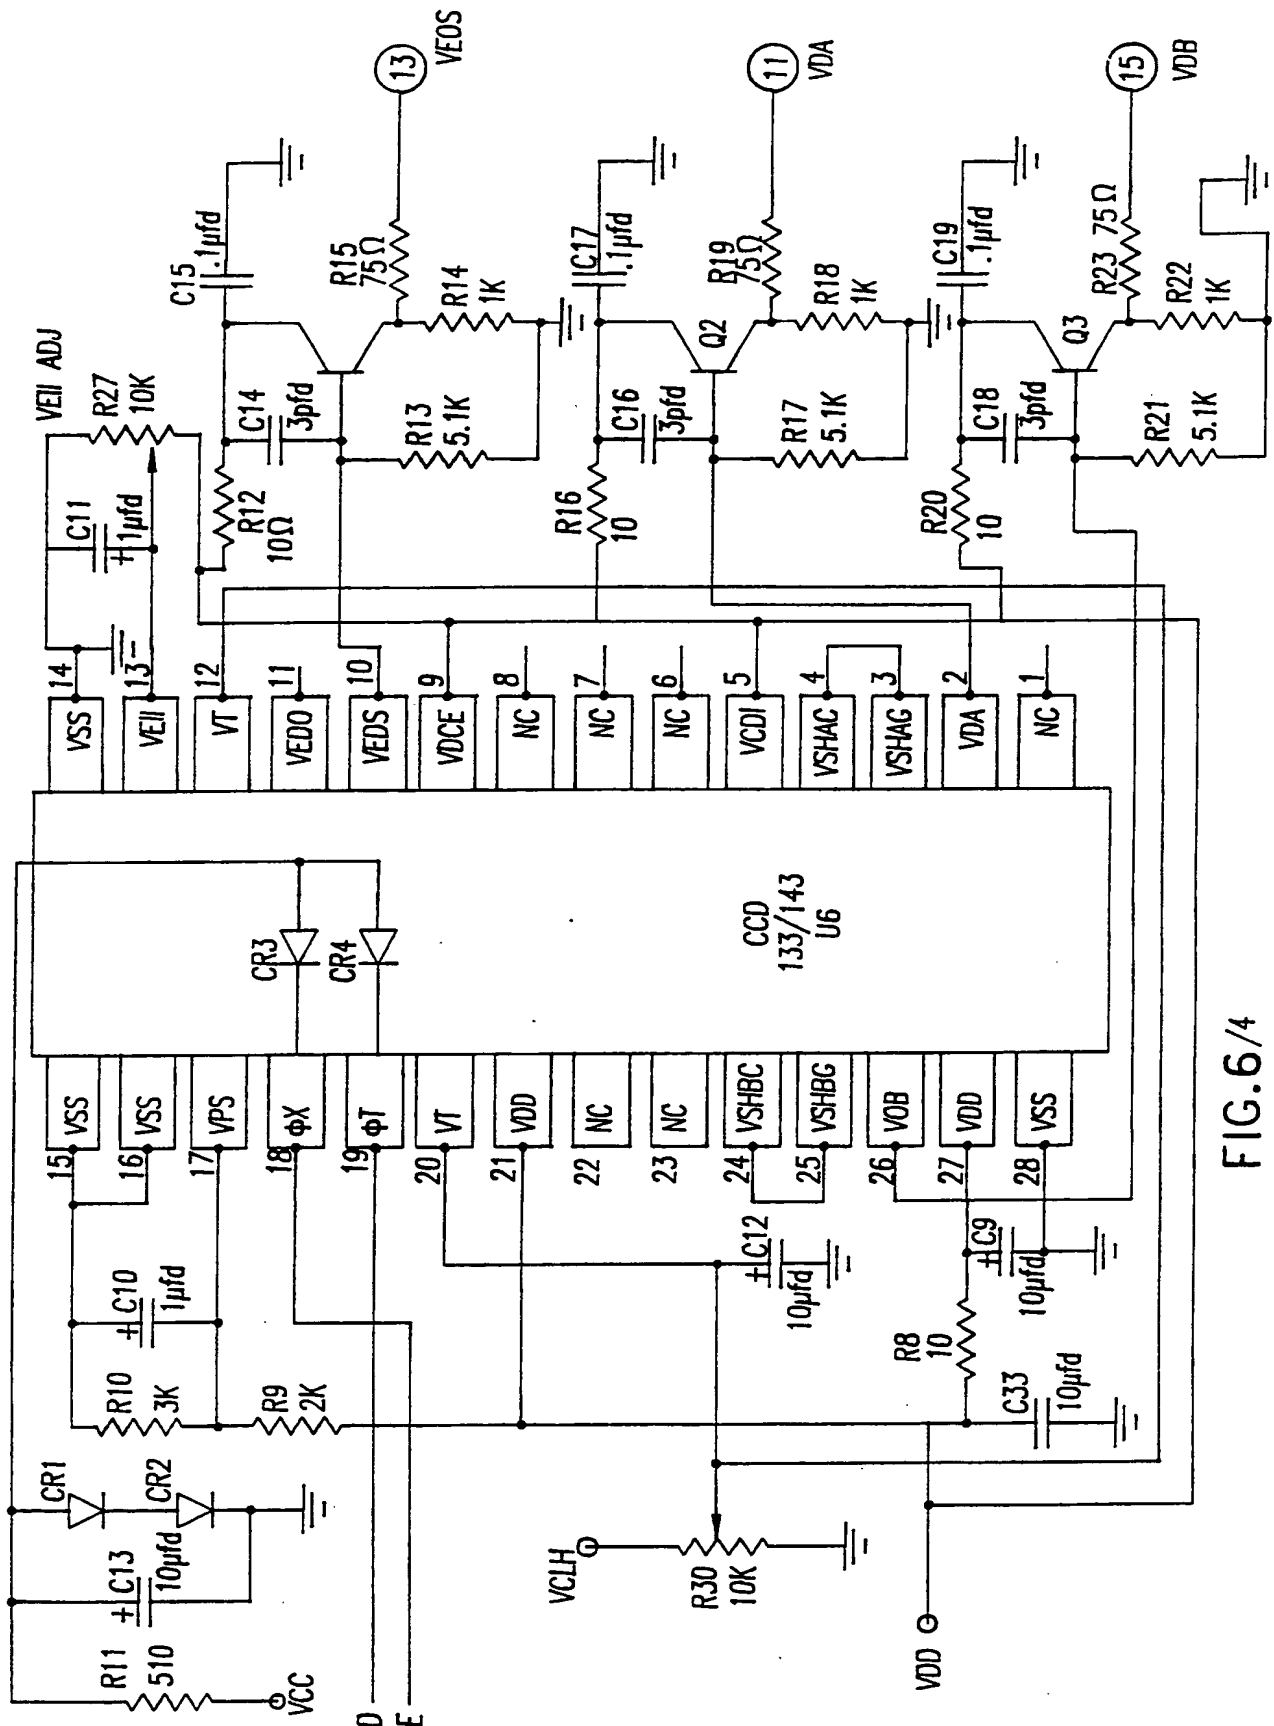 VEII ADJ
R27
10K
C11
+
1µfd
C15
.1µfd
R12
10Ω
C14
3pfd
R13
5.1K
R15
75Ω
R14
1K
13
VEOS
R16
10
C16
3pfd
C17
.1µfd
Q2
R17
5.1K
R19
75Ω
R18
1K
11
VDA
R20
10
C18
3pfd
C19
.1µfd
Q3
R21
5.1K
R23 75Ω
R22
1K
15
VDB
14
VSS
13
VEII
12
VT
11
VEDO
10
VEDS
9
VDCE
8
NC
7
NC
6
NC
5
VCDI
4
VSHAC
3
VSHAG
2
VDA
1
NC
CR3
CR4
CCD
133/143
U6
VSS
15
VSS
16
VPS
17
ϕX
18
ϕT
19
VT
20
VDD
21
NC
22
NC
23
VSHBC
24
VSHBG
25
VOB
26
VDD
27
VSS
28
C10
+
1µfd
R10
3K
R9
2K
CR1
CR2
C13
+
10µfd
R11
510
VCC
D
E
C12
+
10µfd
VCLH
R30
10K
R8
10
C9
+
10µfd
C33
10µfd
VDD
FIG.6/4